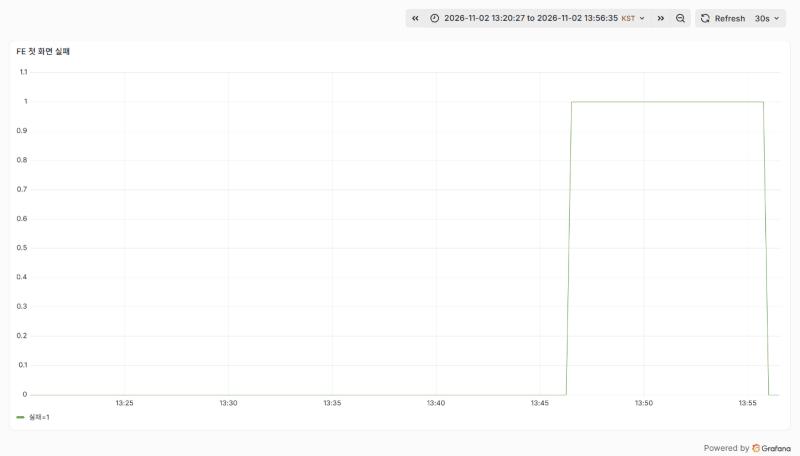 2026-11-02 13:20:27 to 2026-11-02 13:56:35 KST
Refresh 30s
FE 첫 화면 실패
1.1
1
0.9
0.8
0.7
0.6
0.5
0.4
0.3
0.2
0.1
0
13:25 13:30 13:35 13:40 13:45 13:50 13:55
실패=1
Powered by Grafana